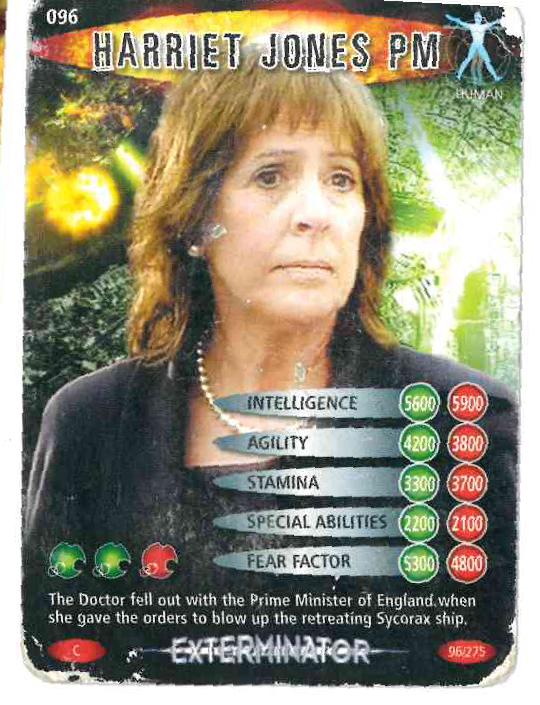 096
HARRIET JONES PM
HUMAN
INTELLIGENCE 5600 5900
AGILITY 4200 3800
STAMINA 3300 3700
SPECIAL ABILITIES 2200 2100
FEAR FACTOR 5300 4800
The Doctor fell out with the Prime Minister of England when
she gave the orders to blow up the retreating Sycorax ship.
C
EXTERMINATOR
96/275